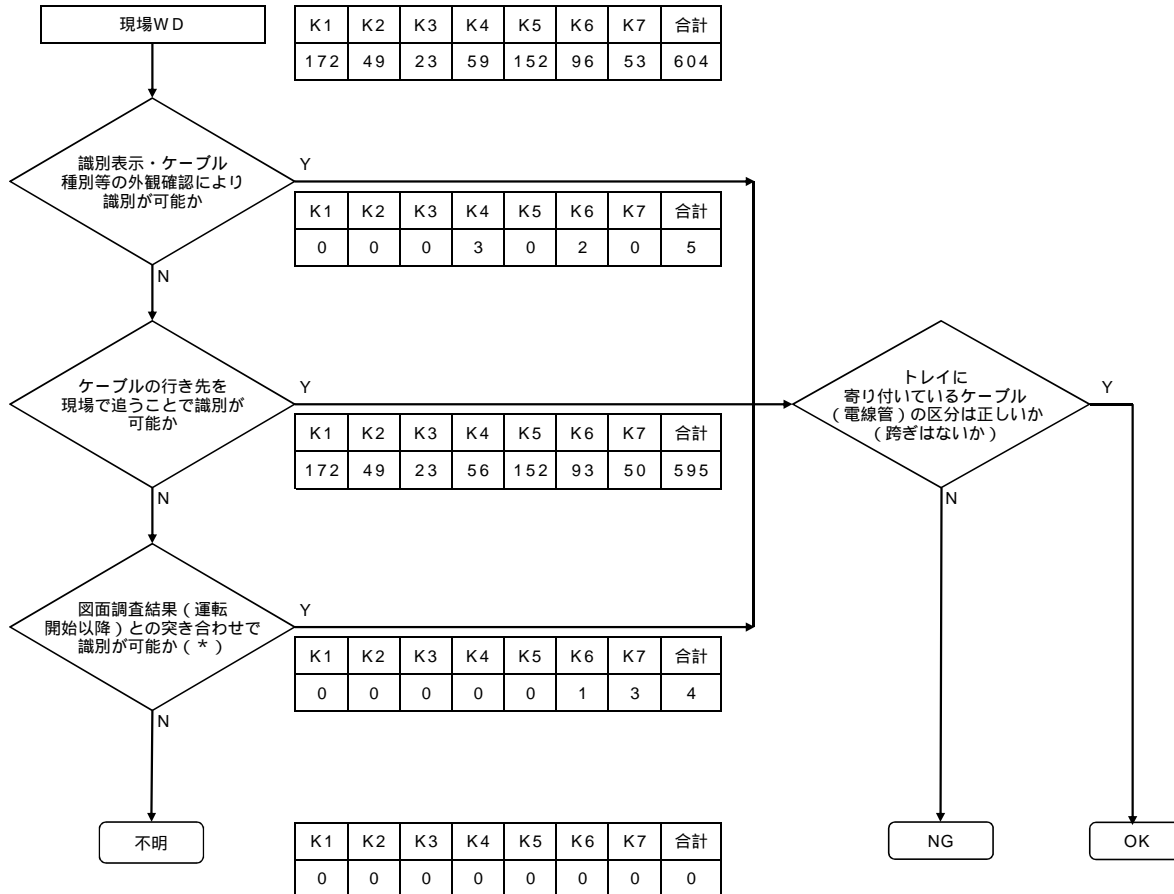 現場WD
K1 K2 K3 K4 K5 K6 K7 合計
172 49 23 59 152 96 53 604
識別表示・ケーブル
種別等の外観確認により
識別が可能か
Y
K1 K2 K3 K4 K5 K6 K7 合計
0 0 0 3 0 2 0 5
N
ケーブルの行き先を
現場で追うことで識別が
可能か
Y
K1 K2 K3 K4 K5 K6 K7 合計
172 49 23 56 152 93 50 595
N
トレイに
寄り付いているケーブル
(電線管)の区分は正しいか
(跨ぎはないか)
Y
N
図面調査結果(運転
開始以降)との突き合わせで
識別が可能か(*)
Y
K1 K2 K3 K4 K5 K6 K7 合計
0 0 0 0 0 1 3 4
N
不明
NG
OK
K1 K2 K3 K4 K5 K6 K7 合計
0 0 0 0 0 0 0 0